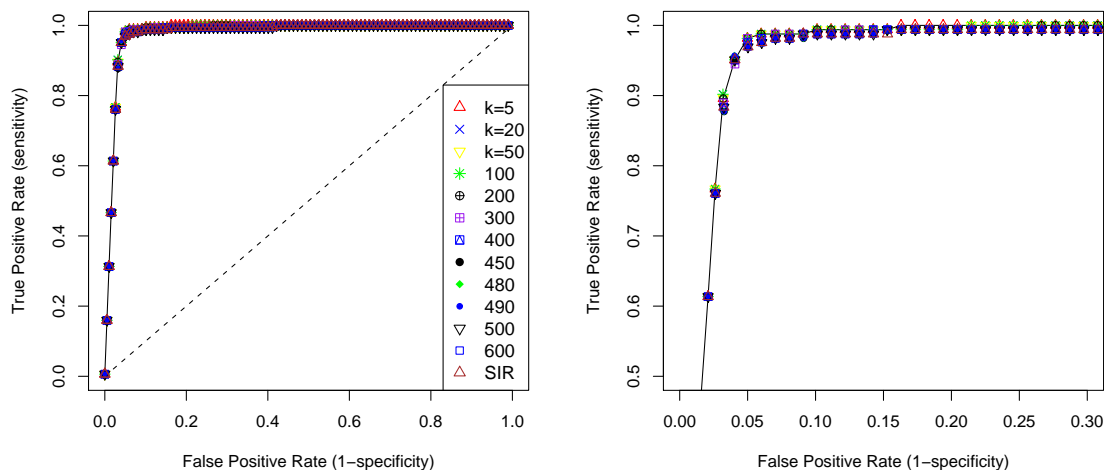 True Positive Rate (sensitivity)
1.0
0.8
0.6
0.4
0.2
0.0
0.0 0.2 0.4 0.6 0.8 1.0
False Positive Rate (1−specificity)
k=5
k=20
k=50
100
200
300
400
450
480
490
500
600
SIR
True Positive Rate (sensitivity)
1.0
0.9
0.8
0.7
0.6
0.5
0.00 0.05 0.10 0.15 0.20 0.25 0.30
False Positive Rate (1−specificity)